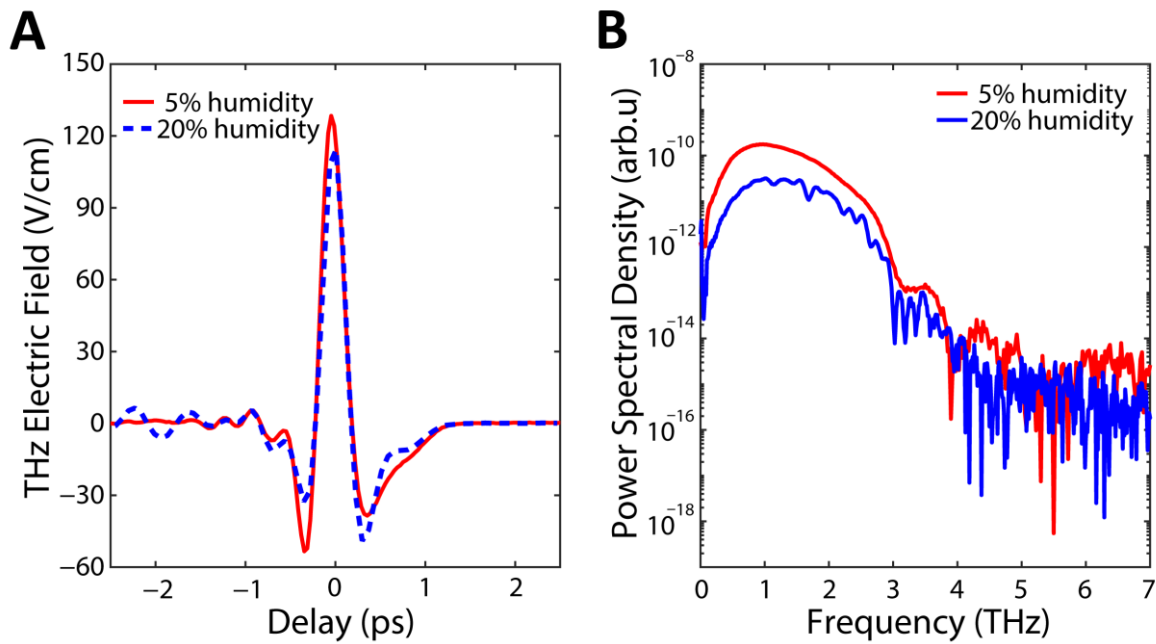 A
THz Electric Field (V/cm)
150
120
90
60
30
0
−30
−60
5% humidity
20% humidity
−2
−1
0
1
2
Delay (ps)
B
Power Spectral Density (arb.u)
10⁻⁸
10⁻¹⁰
10⁻¹²
10⁻¹⁴
10⁻¹⁶
10⁻¹⁸
5% humidity
20% humidity
0
1
2
3
4
5
6
7
Frequency (THz)